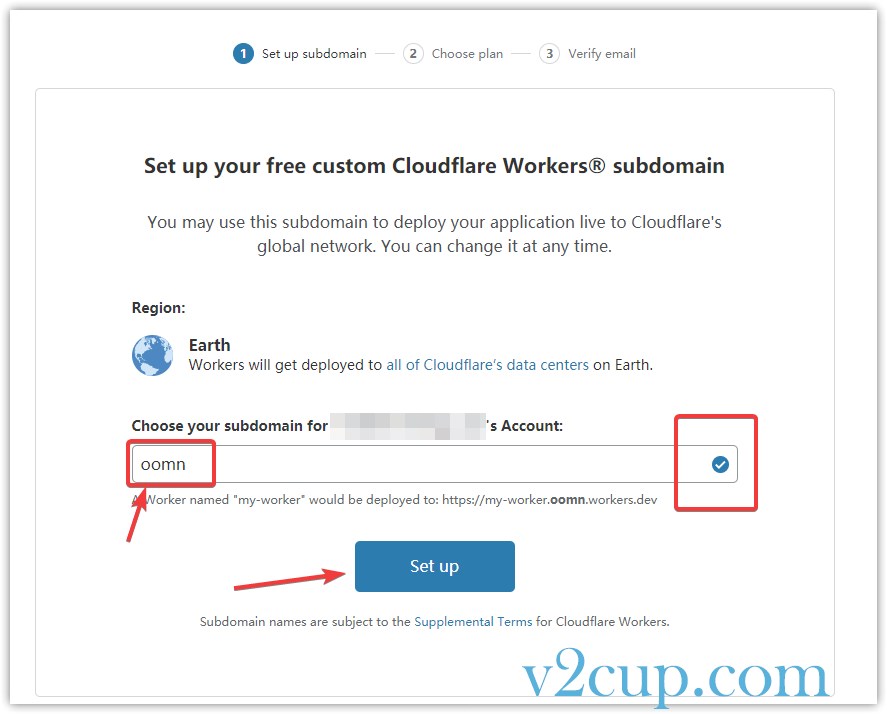 1 Set up subdomain 2 Choose plan 3 Verify email
Set up your free custom Cloudflare Workers® subdomain
You may use this subdomain to deploy your application live to Cloudflare's
global network. You can change it at any time.
Region:
Earth
Workers will get deployed to all of Cloudflare's data centers on Earth.
Choose your subdomain for 's Account:
oomn
A Worker named "my-worker" would be deployed to: https://my-worker.oomn.workers.dev
Set up
Subdomain names are subject to the Supplemental Terms for Cloudflare Workers.
v2cup.com